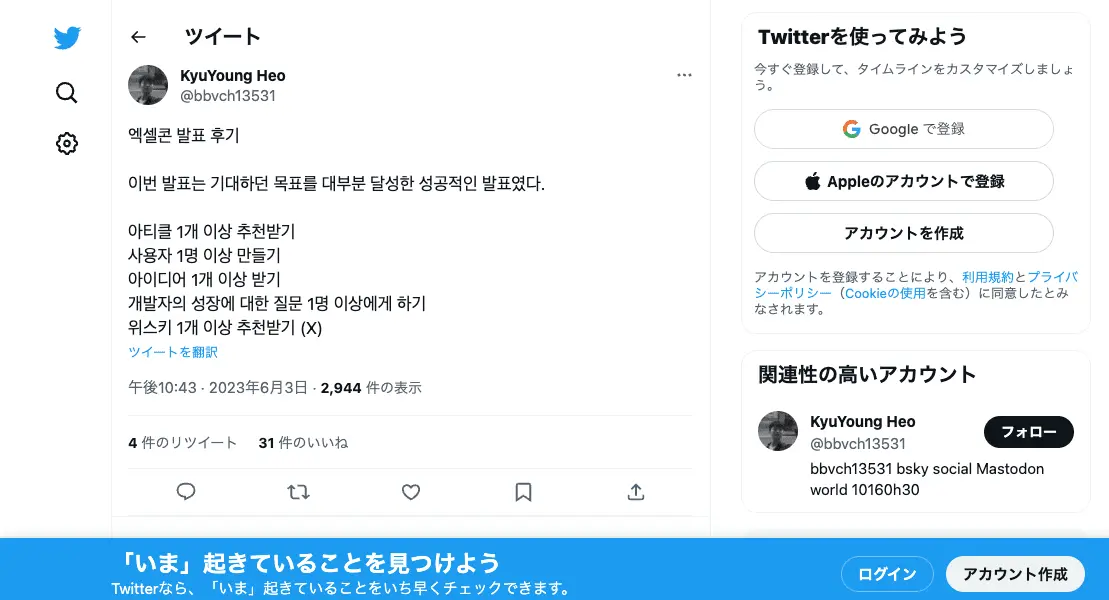 ツイート
KyuYoung Heo
@bbvch13531
엑셀콘 발표 후기
이번 발표는 기대하던 목표를 대부분 달성한 성공적인 발표였다.
아티클 1개 이상 추천받기
사용자 1명 이상 만들기
아이디어 1개 이상 받기
개발자의 성장에 대한 질문 1명 이상에게 하기
위스키 1개 이상 추천받기 (X)
ツイートを翻訳
午後10:43 · 2023年6月3日 · 2,944 件の表示
4 件のリツイート 31 件のいいね
Twitterを使ってみよう
今すぐ登録して、タイムラインをカスタマイズしましょ
う。
Google で登録
Appleのアカウントで登録
アカウントを作成
アカウントを登録することにより、利用規約とプライバ
シーポリシー（Cookieの使用を含む）に同意したとみ
なされます。
関連性の高いアカウント
KyuYoung Heo
@bbvch13531
フォロー
bbvch13531 bsky social Mastodon
world 10160h30
「いま」起きていることを見つけよう
Twitterなら、「いま」起きていることをいち早くチェックできます。
ログイン
アカウント作成